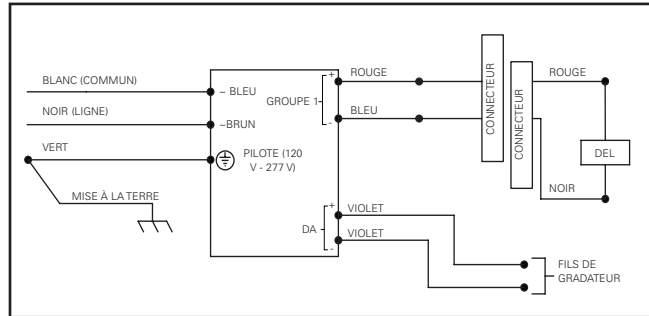 BLANC (COMMUN)
NOIR (LIGNE)
VERT
MISE À LA TERRE
~ BLEU
~BRUN
PILOTE (120
V - 277 V)
GROUPE 1
+
-
DA
+
-
ROUGE
BLEU
VIOLET
VIOLET
CONNECTEUR
CONNECTEUR
ROUGE
DEL
NOIR
FILS DE
GRADATEUR